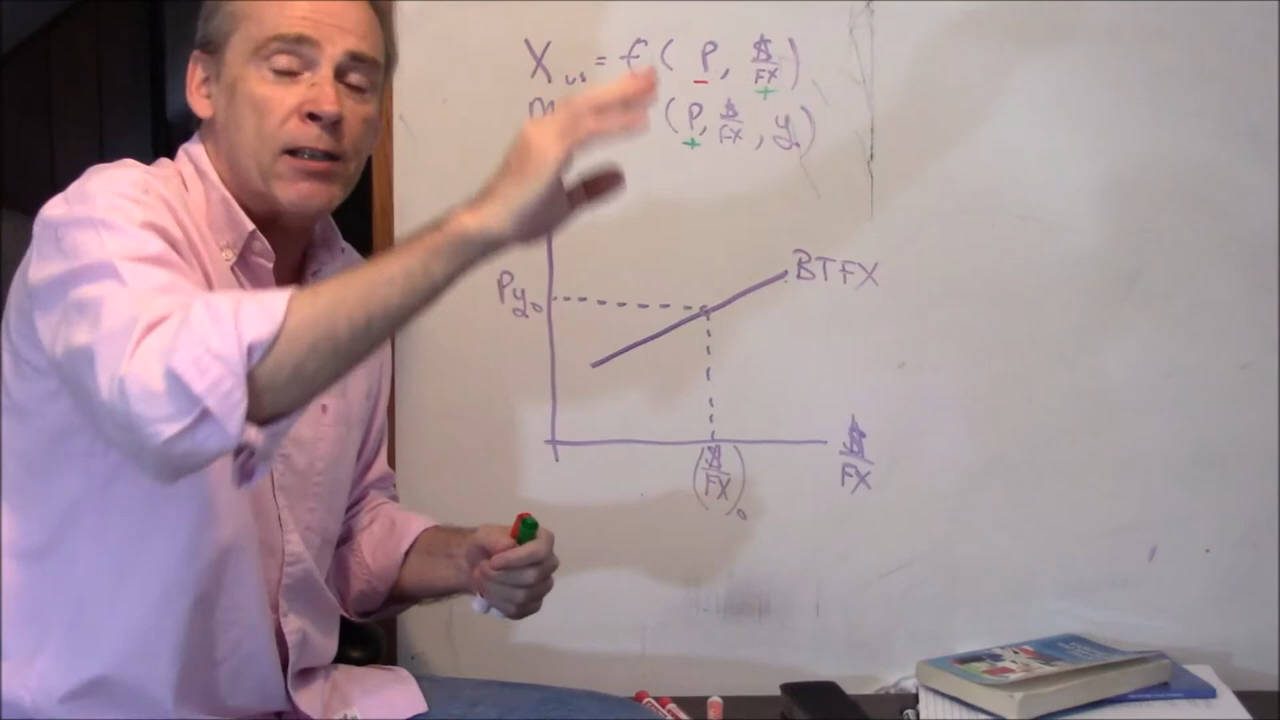 X us = f ( P, $/FX )
- +
M (P, $/FX, y )
+
BTFX
Py₀
$/FX
($/FX)₀